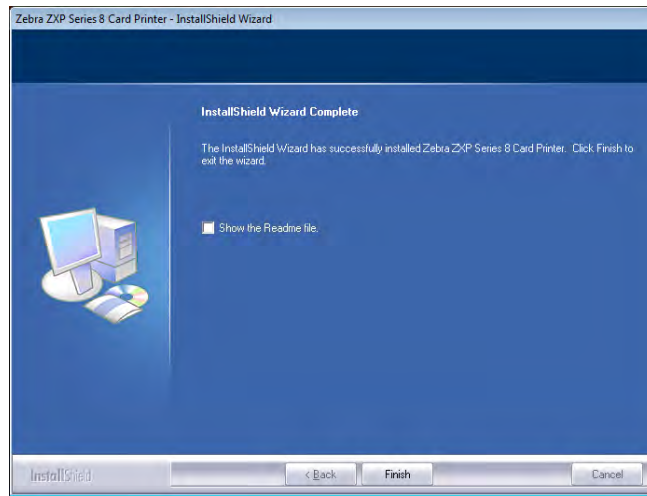 Zebra ZXP Series 8 Card Printer - InstallShield Wizard
InstallShield Wizard Complete
The InstallShield Wizard has successfully installed Zebra ZXP Series 8 Card Printer. Click Finish to
exit the wizard.
Show the Readme file.
InstallShield
< Back
Finish
Cancel